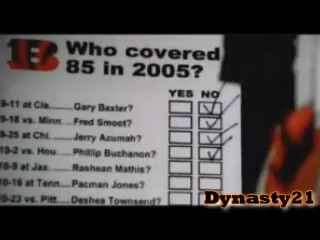 B Who covered
85 in 2005?
YES NO
9-11 at Cle......Gary Baxter?
9-18 vs. Minn....Fred Smoot?
9-25 at Chi......Jerry Azumah?
10-2 vs. Hou.....Phillip Buchanon?
10-9 at Jax......Rashean Mathis?
10-16 at Tenn....Pacman Jones?
10-23 vs. Pitt...Deshea Townsend?
Dynasty21